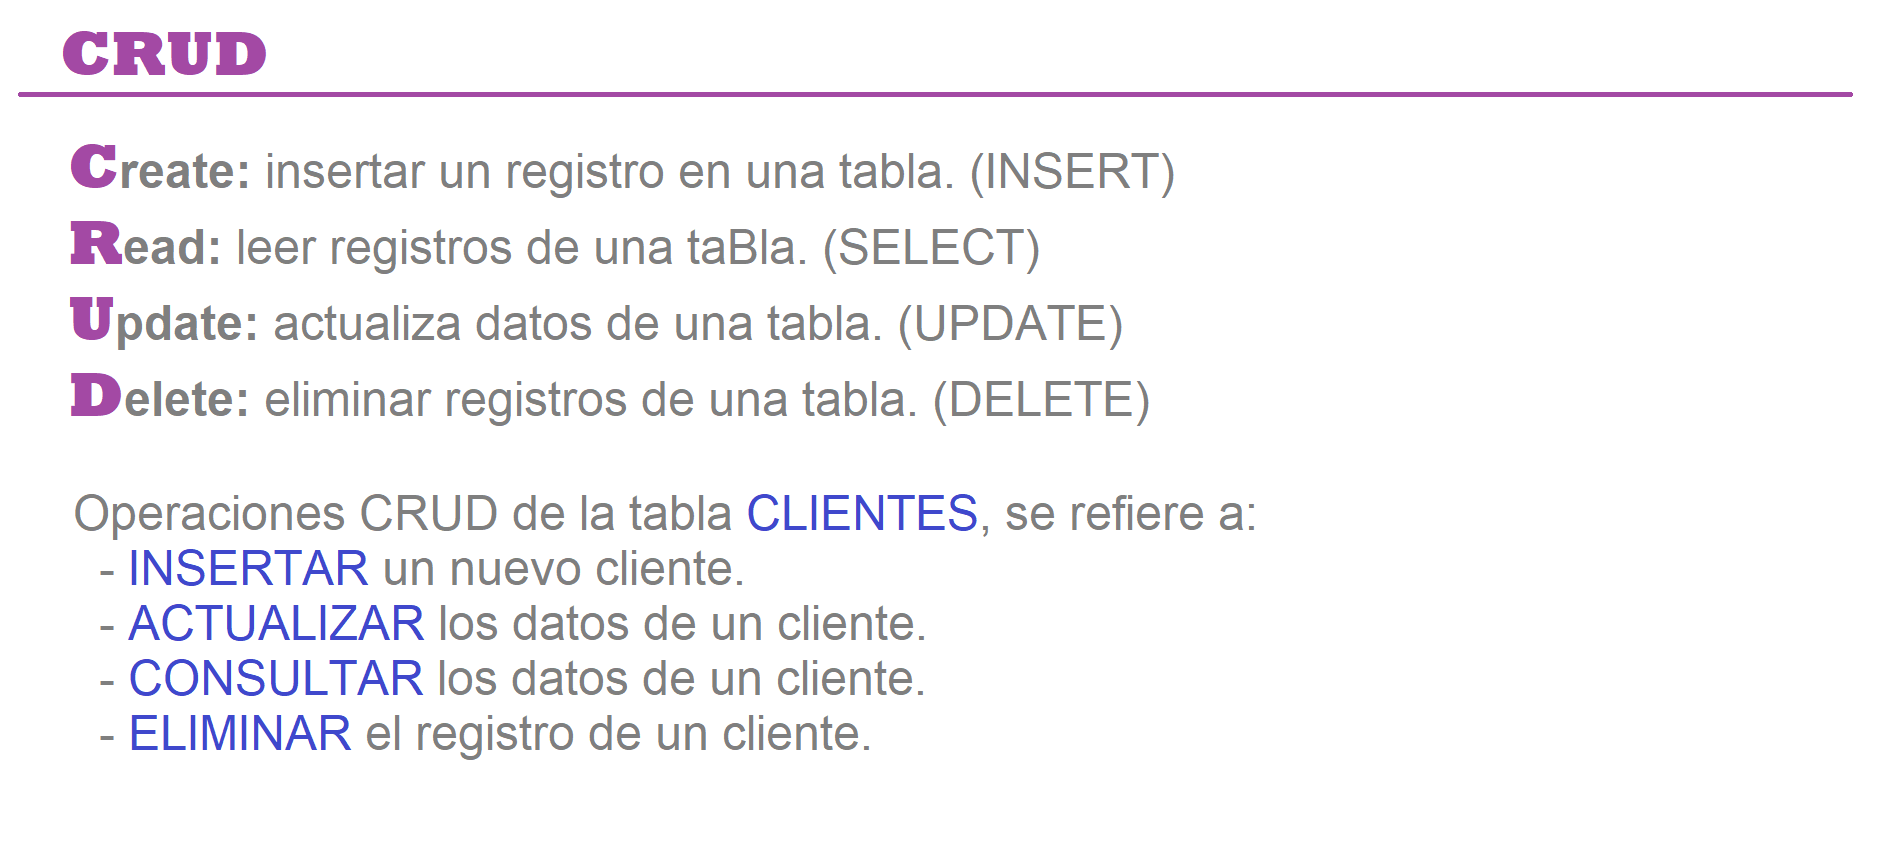 CRUD
Create: insertar un registro en una tabla. (INSERT)
Read: leer registros de una taBla. (SELECT)
Update: actualiza datos de una tabla. (UPDATE)
Delete: eliminar registros de una tabla. (DELETE)
Operaciones CRUD de la tabla CLIENTES, se refiere a:
- INSERTAR un nuevo cliente.
- ACTUALIZAR los datos de un cliente.
- CONSULTAR los datos de un cliente.
- ELIMINAR el registro de un cliente.